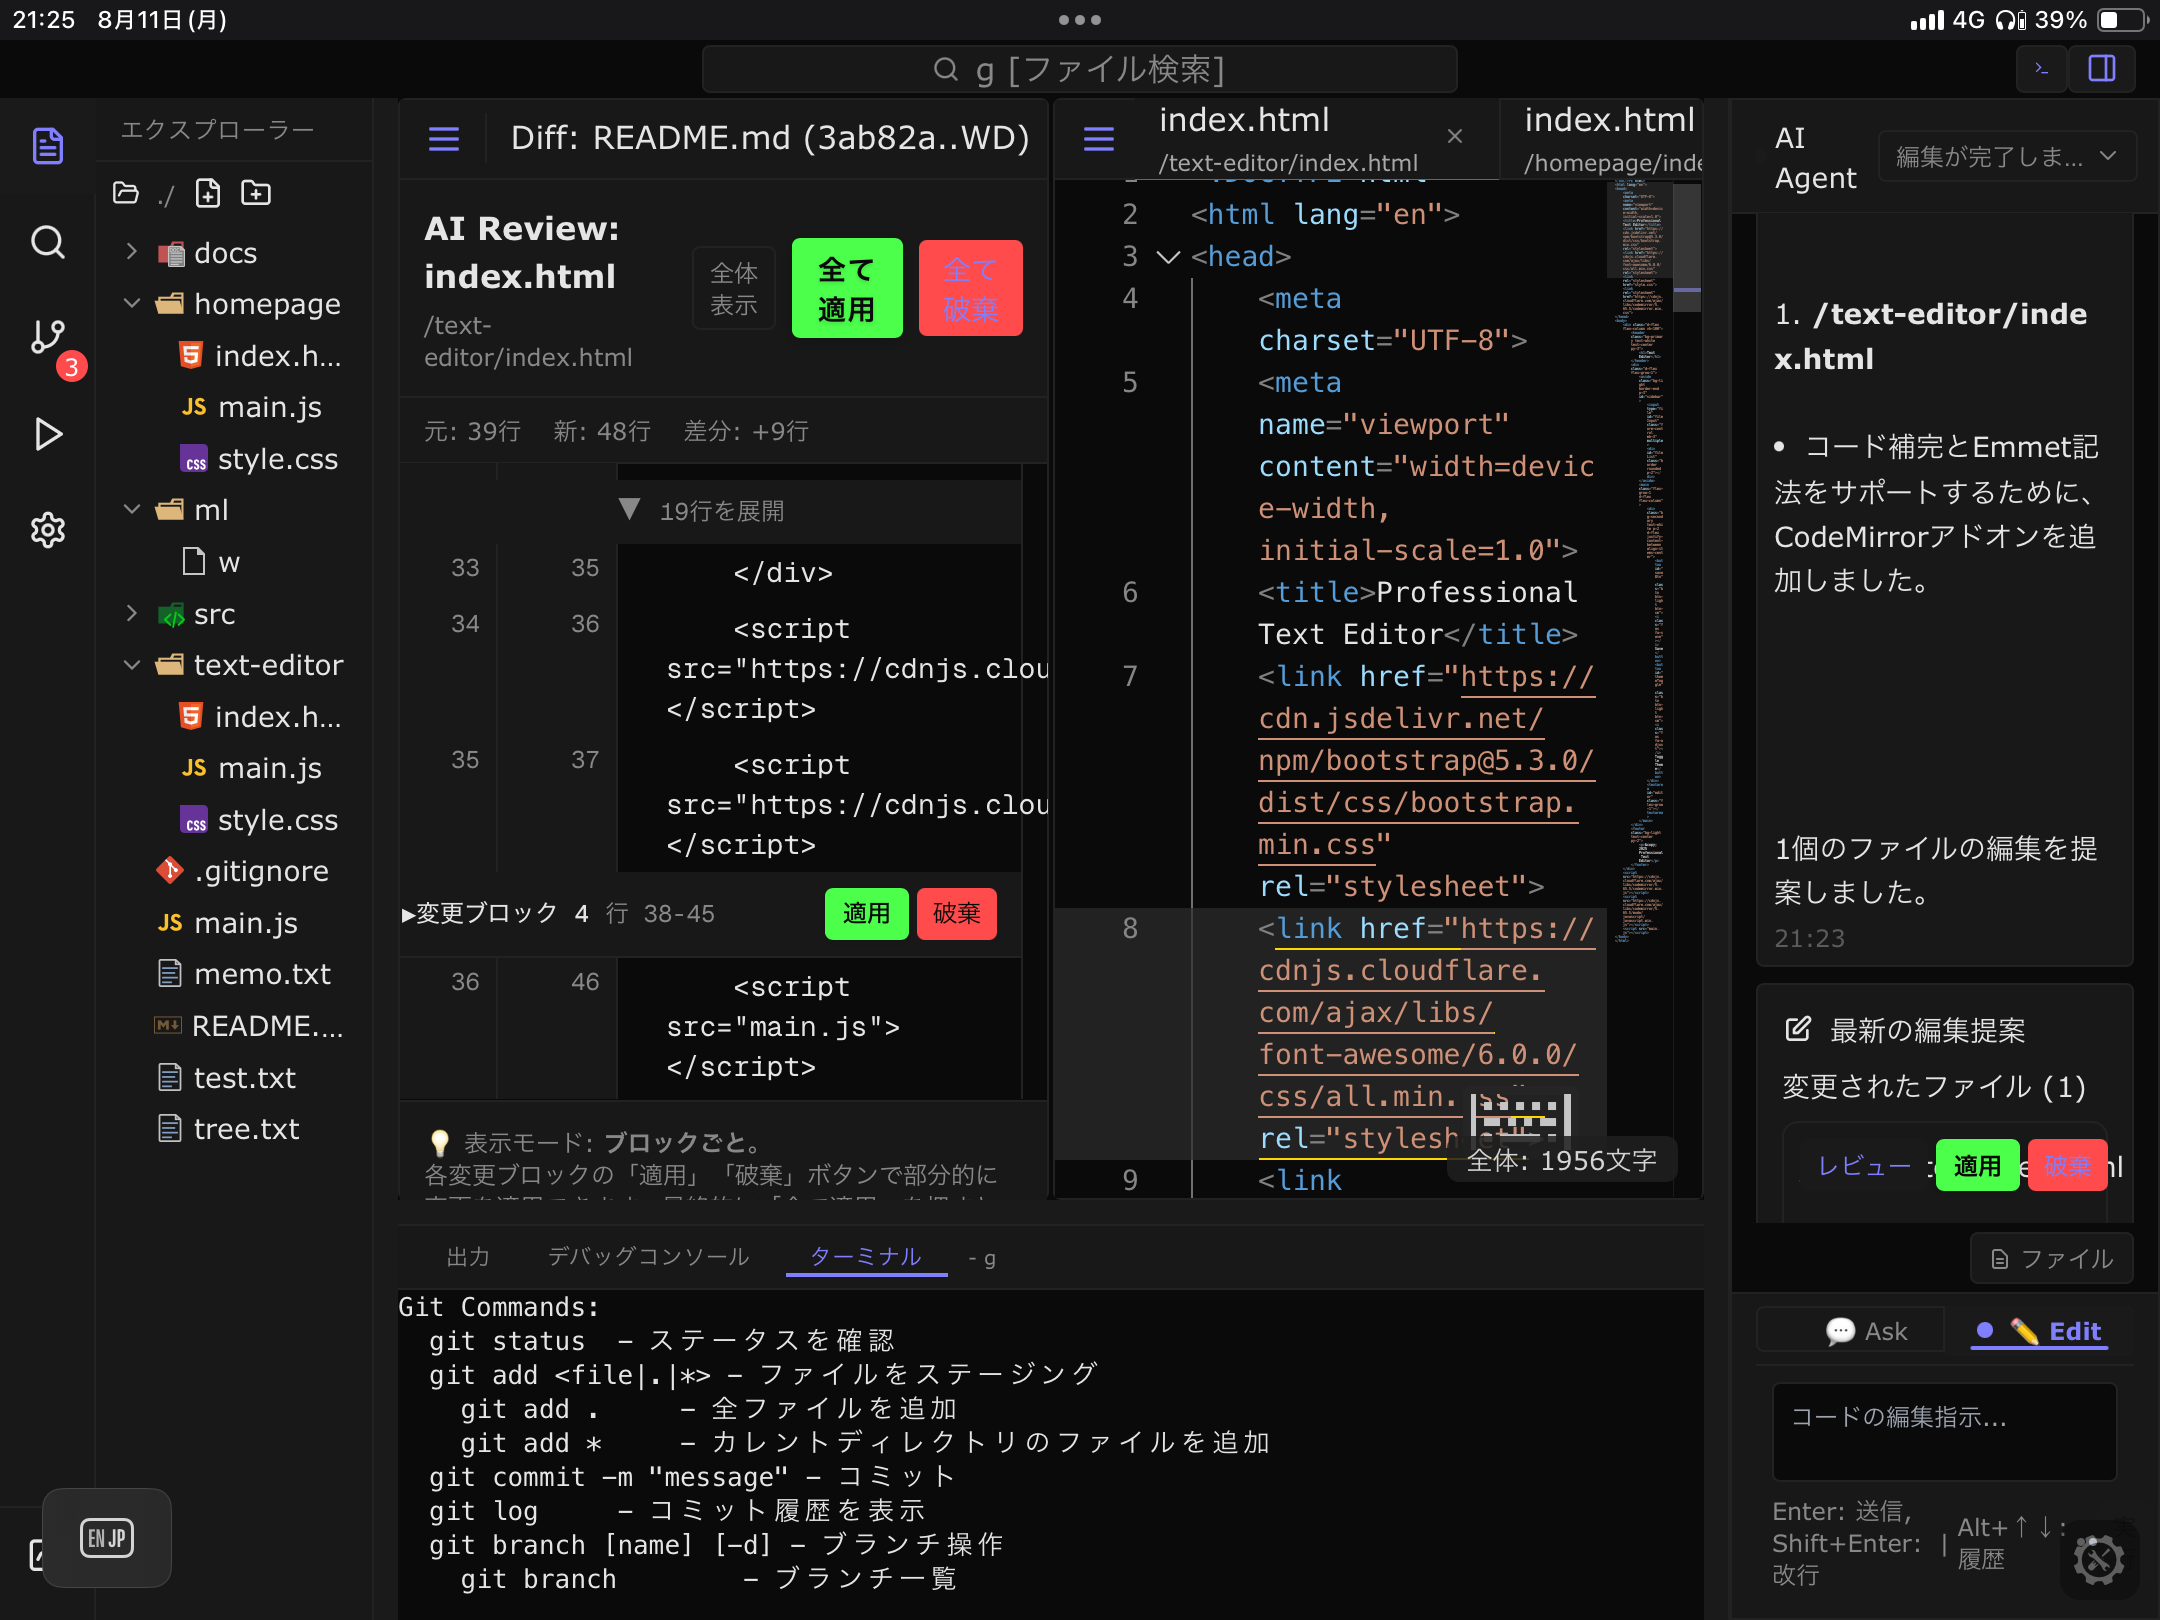 21:25 8月11日(月)
4G 39%
g [ファイル検索]
エクスプローラー
./
docs
homepage
index.h...
JS main.js
style.css
ml
w
src
text-editor
index.h...
JS main.js
style.css
.gitignore
JS main.js
memo.txt
README....
test.txt
tree.txt
3
EN JP
Diff: README.md (3ab82a..WD)
AI Review:
index.html
/text-
editor/index.html
全体
表示
全て
適用
全て
破棄
元: 39行 新: 48行 差分: +9行
▼ 19行を展開
33 35 </div>
34 36 <script
src="https://cdnjs.clou
</script>
35 37 <script
src="https://cdnjs.clou
</script>
▶変更ブロック 4 行 38-45 適用 破棄
36 46 <script
src="main.js">
</script>
💡 表示モード: ブロックごと。
各変更ブロックの「適用」「破棄」ボタンで部分的に
index.html ×
/text-editor/index.html
index.html
/homepage/inde
2 <html lang="en">
3 <head>
4 <meta
charset="UTF-8">
5 <meta
name="viewport"
content="width=devic
e-width,
initial-scale=1.0">
6 <title>Professional
Text Editor</title>
7 <link href="https://
cdn.jsdelivr.net/
npm/bootstrap@5.3.0/
dist/css/bootstrap.
min.css"
rel="stylesheet">
8 <link href="https://
cdnjs.cloudflare.
com/ajax/libs/
font-awesome/6.0.0/
css/all.min.
rel="stylesh
9 <link
全体: 1956文字
AI
Agent
編集が完了しま...
1. /text-editor/inde
x.html
• コード補完とEmmet記
法をサポートするために、
CodeMirrorアドオンを追
加しました。
1個のファイルの編集を提
案しました。
21:23
最新の編集提案
変更されたファイル (1)
レビュー 適用 破棄
ファイル
💬 Ask ✏️ Edit
コードの編集指示...
Enter: 送信,
Shift+Enter:
改行
|
Alt+↑↓:
履歴
出力 デバッグコンソール ターミナル - g
Git Commands:
git status - ステータスを確認
git add <file|.|*> - ファイルをステージング
git add . - 全ファイルを追加
git add * - カレントディレクトリのファイルを追加
git commit -m "message" - コミット
git log - コミット履歴を表示
git branch [name] [-d] - ブランチ操作
git branch - ブランチ一覧